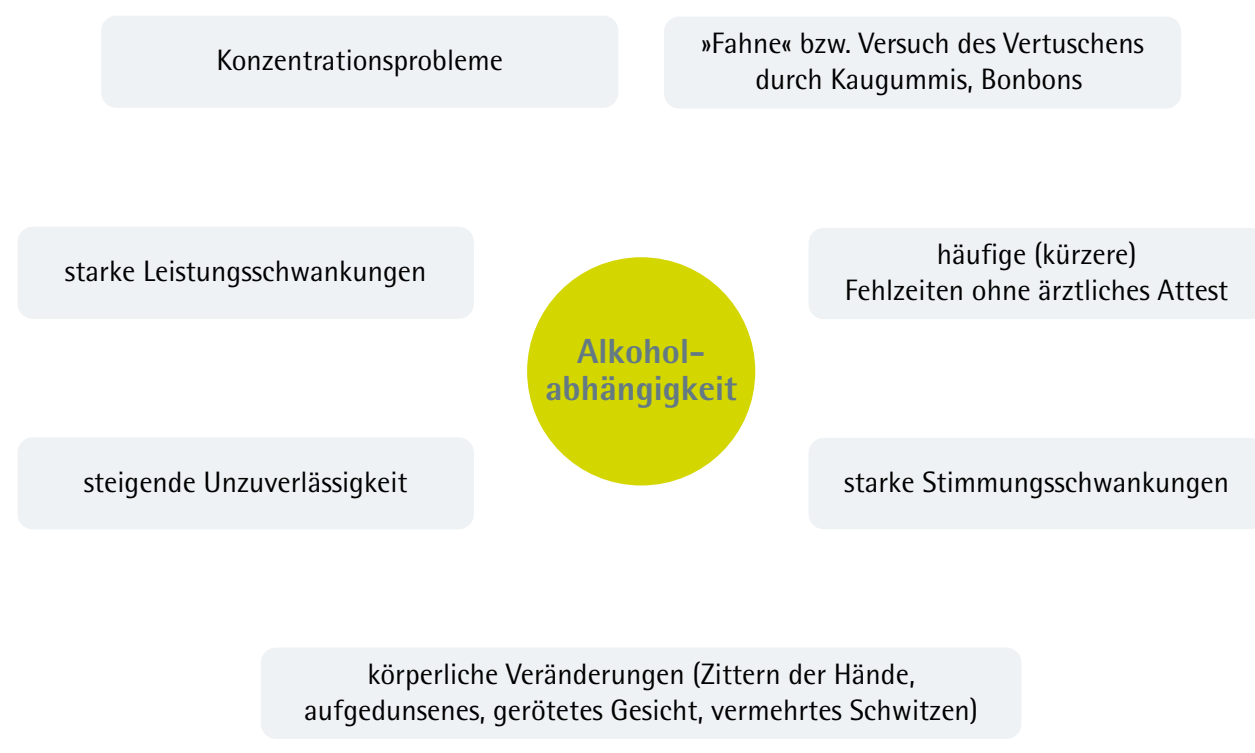 Konzentrationsprobleme
»Fahne« bzw. Versuch des Vertuschens
durch Kaugummis, Bonbons
starke Leistungsschwankungen
häufige (kürzere)
Fehlzeiten ohne ärztliches Attest
Alkohol-
abhängigkeit
steigende Unzuverlässigkeit
starke Stimmungsschwankungen
körperliche Veränderungen (Zittern der Hände,
aufgedunsenes, gerötetes Gesicht, vermehrtes Schwitzen)